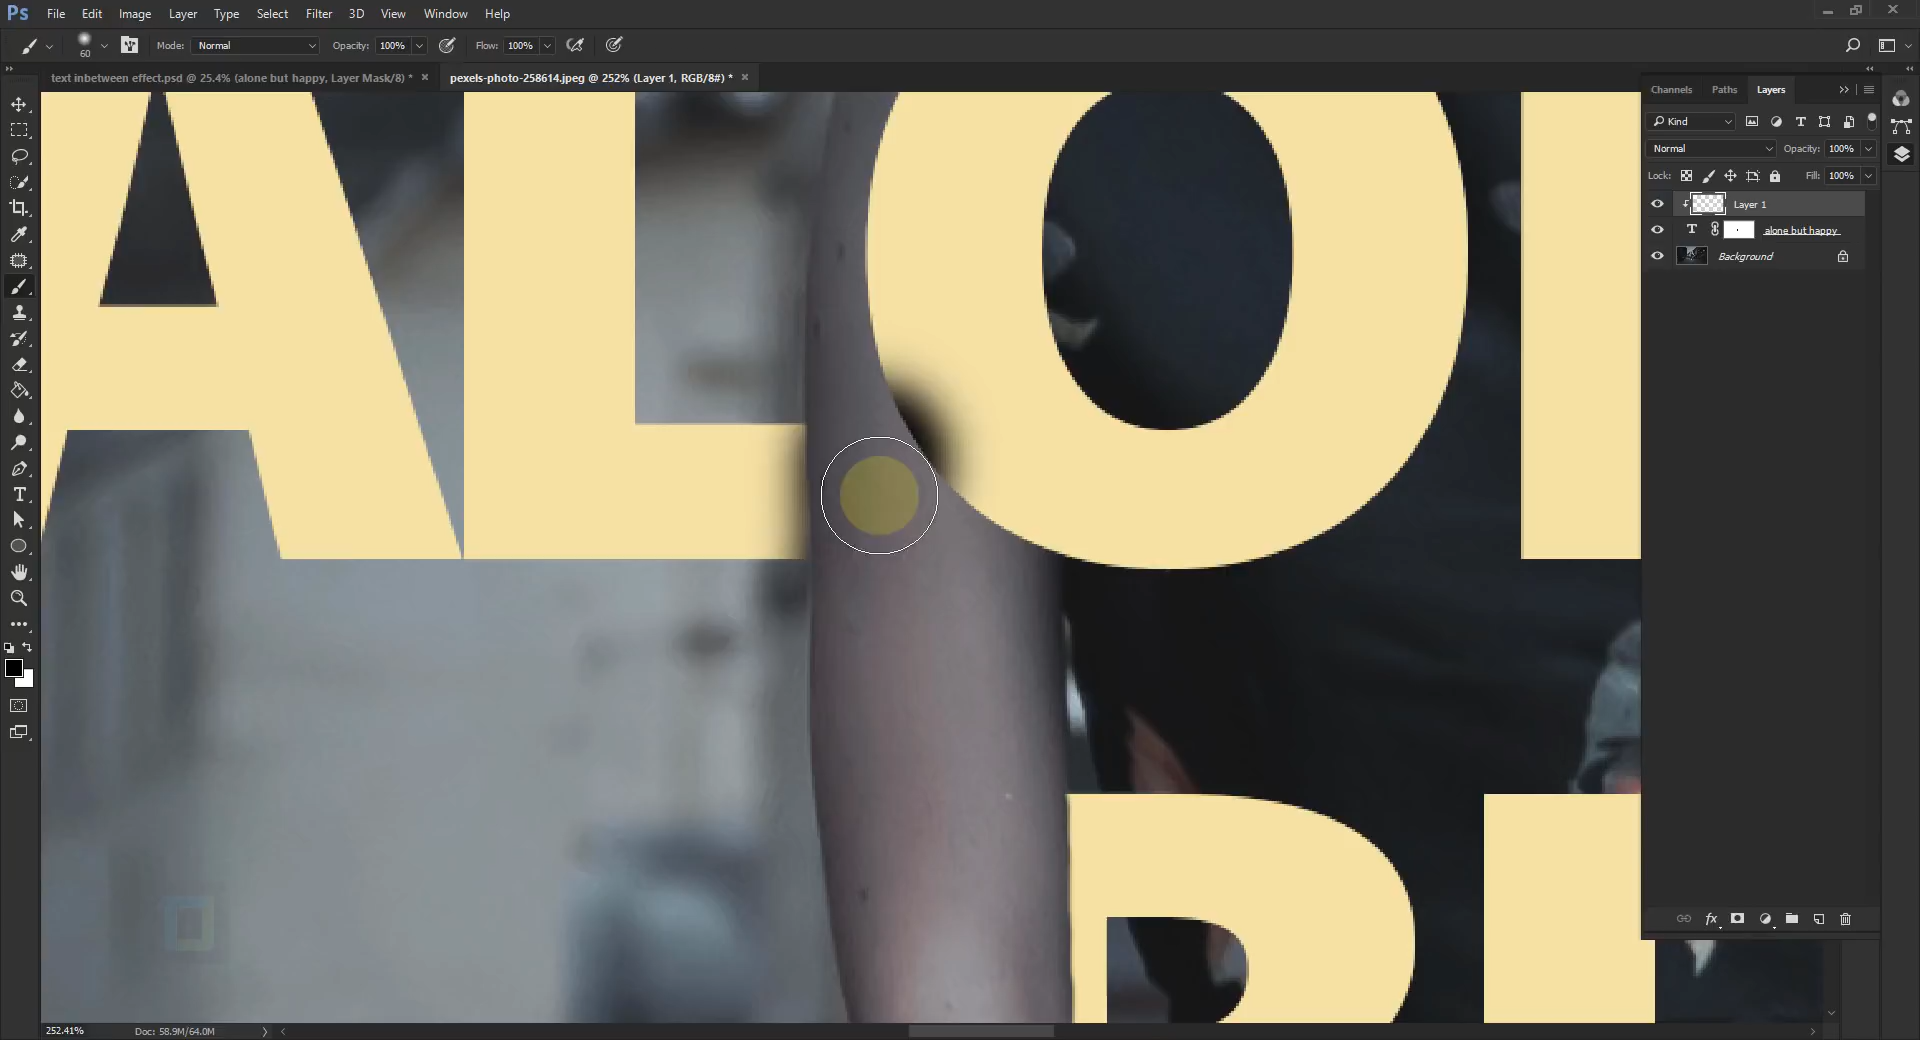 Ps File Edit Image Layer Type Select Filter 3D View Window Help
60 Mode: Normal Opacity: 100% Flow: 100%
text inbetween effect.psd @ 25.4% (alone but happy, Layer Mask/8) * × pexels-photo-258614.jpeg @ 252% (Layer 1, RGB/8#) * ×
Channels Paths Layers
Kind
Normal Opacity: 100%
Lock: Fill: 100%
Layer 1
T alone but happy
Background
ALO
252.41% Doc: 58.9M/64.0M